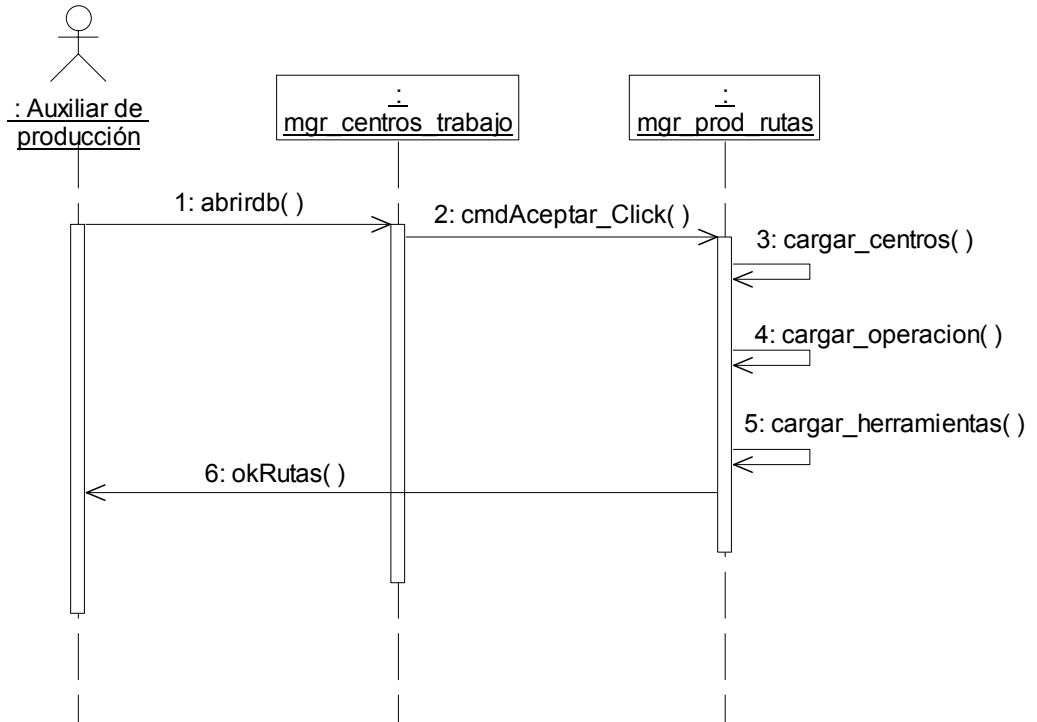 : Auxiliar de
producción
:
mgr_centros_trabajo
:
mgr_prod_rutas
1: abrirdb( )
2: cmdAceptar_Click( )
3: cargar_centros( )
4: cargar_operacion( )
5: cargar_herramientas( )
6: okRutas( )